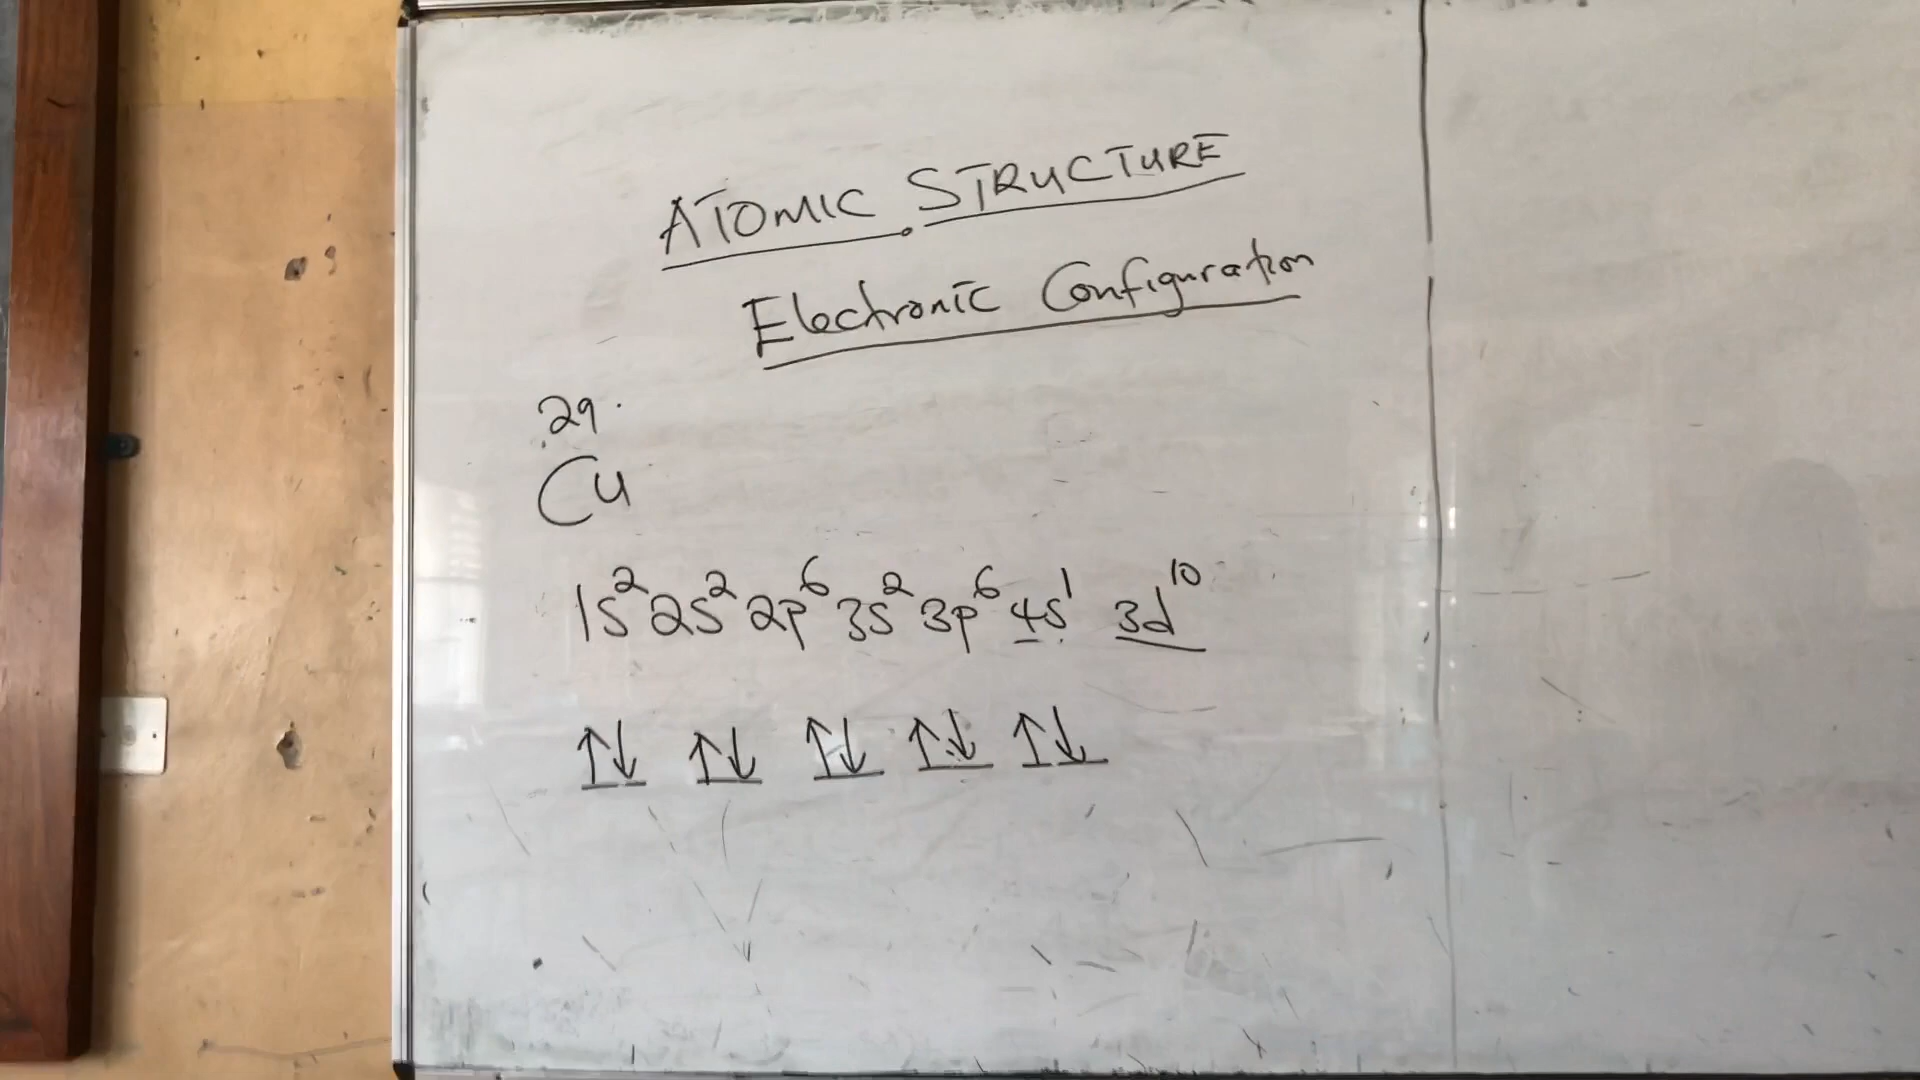 ATOMIC STRUCTURE
Electronic Configuration
29
Cu
1s² 2s² 2p⁶ 3s² 3p⁶ 4s¹ 3d¹⁰
↑↓ ↑↓ ↑↓ ↑↓ ↑↓